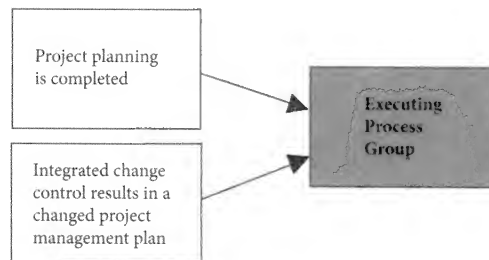 Project planning
is completed
Executing
Process
Group
Integrated change
control results in a
changed project
management plan